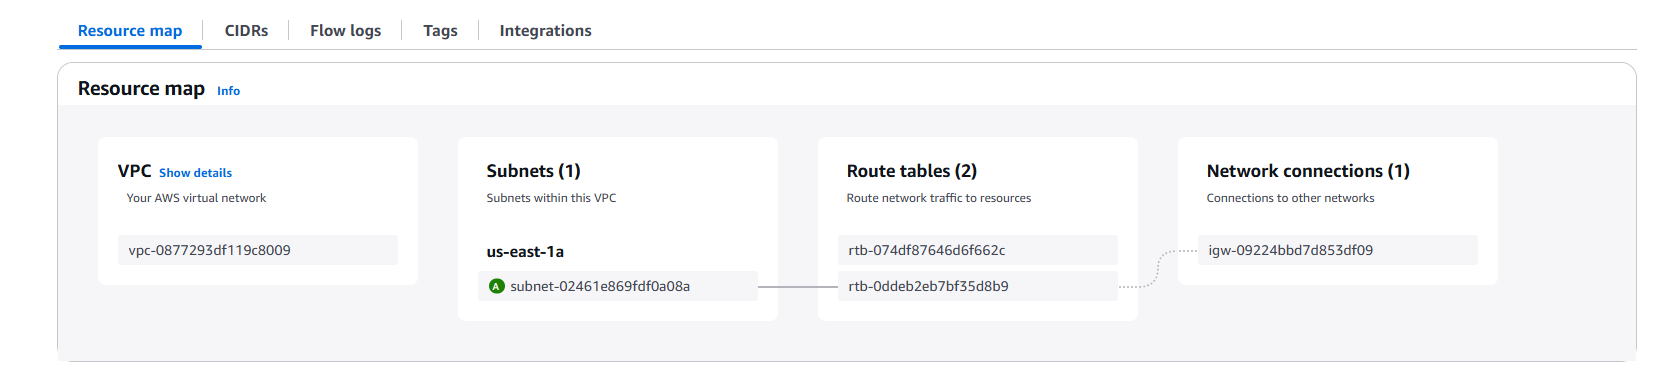 Resource map
CIDRs
Flow logs
Tags
Integrations
Resource map Info
VPC Show details
Your AWS virtual network
vpc-0877293df119c8009
Subnets (1)
Subnets within this VPC
us-east-1a
A subnet-02461e869fdf0a08a
Route tables (2)
Route network traffic to resources
rtb-074df87646d6f662c
rtb-0ddeb2eb7bf35d8b9
Network connections (1)
Connections to other networks
igw-09224bbd7d853df09